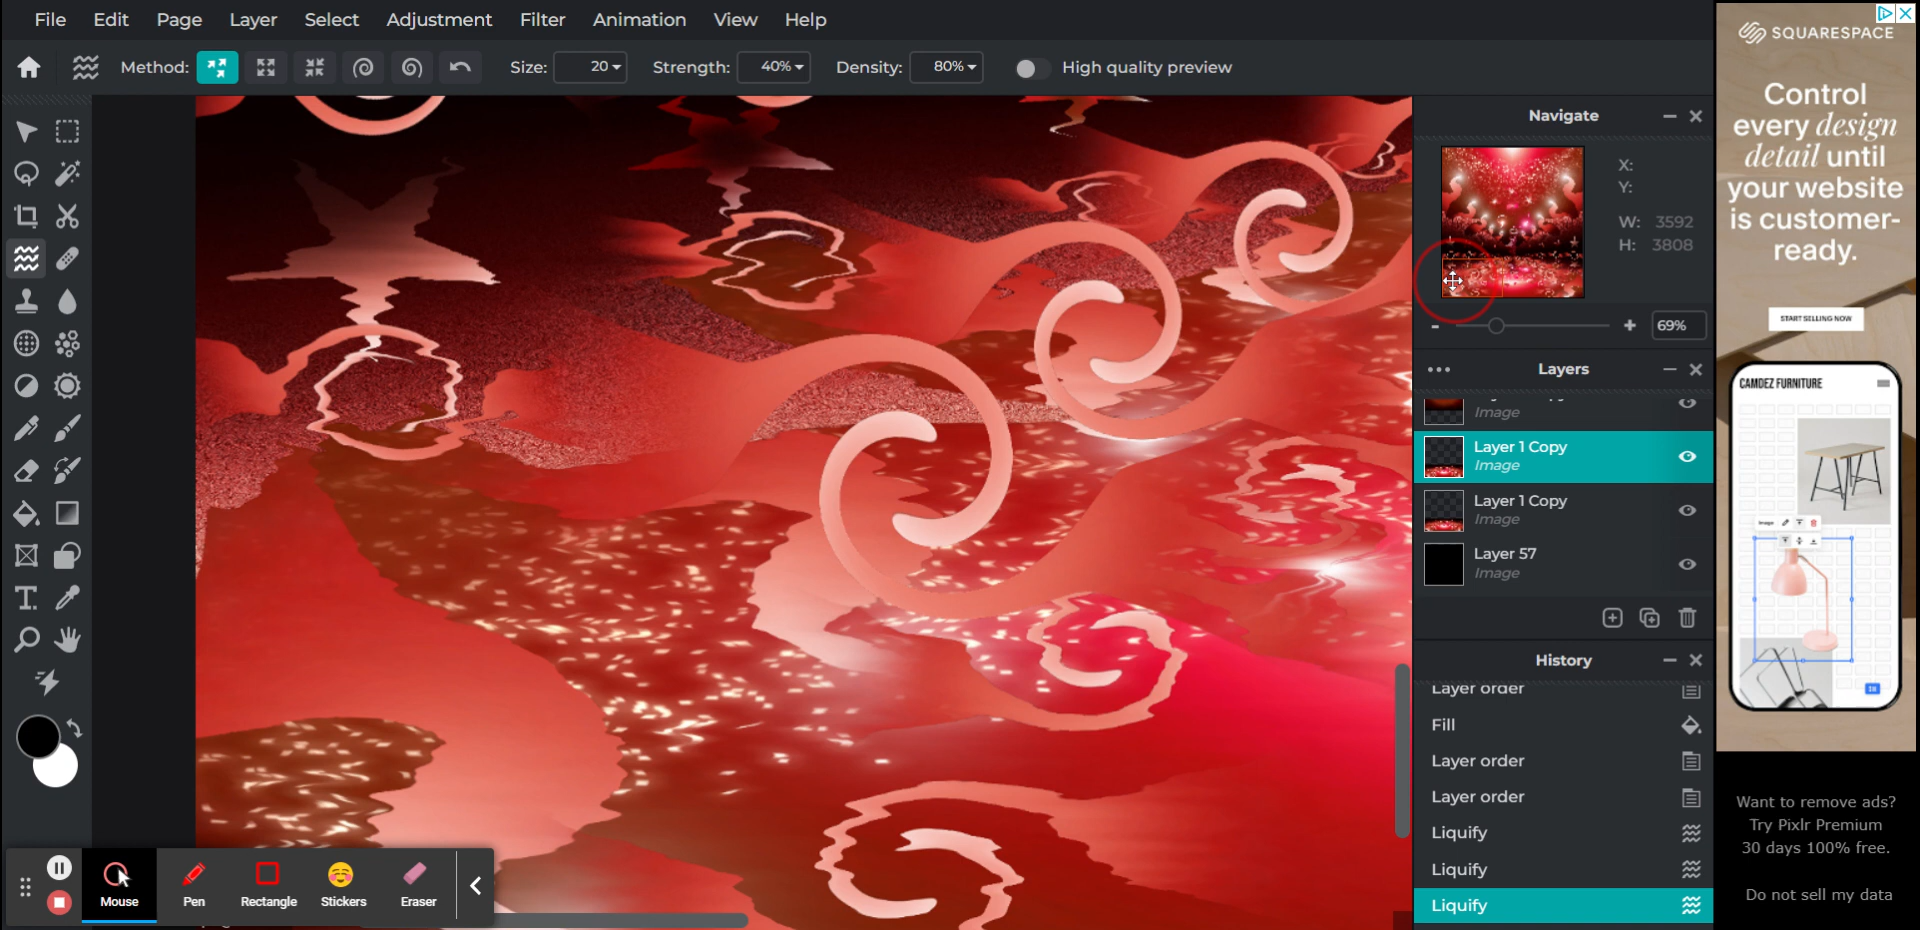 File Edit Page Layer Select Adjustment Filter Animation View Help
Method: Size: 20 Strength: 40% Density: 80% High quality preview
Navigate
X:
Y:
W: 3592
H: 3808
69%
Layers
Image
Layer 1 Copy
Image
Layer 1 Copy
Image
Layer 57
Image
History
Layer order
Fill
Layer order
Layer order
Liquify
Liquify
Liquify
Mouse Pen Rectangle Stickers Eraser
SQUARESPACE
Control
every design
detail until
your website
is customer-
ready.
START SELLING NOW
CAMDEZ FURNITURE
Image
Want to remove ads?
Try Pixlr Premium
30 days 100% free.
Do not sell my data